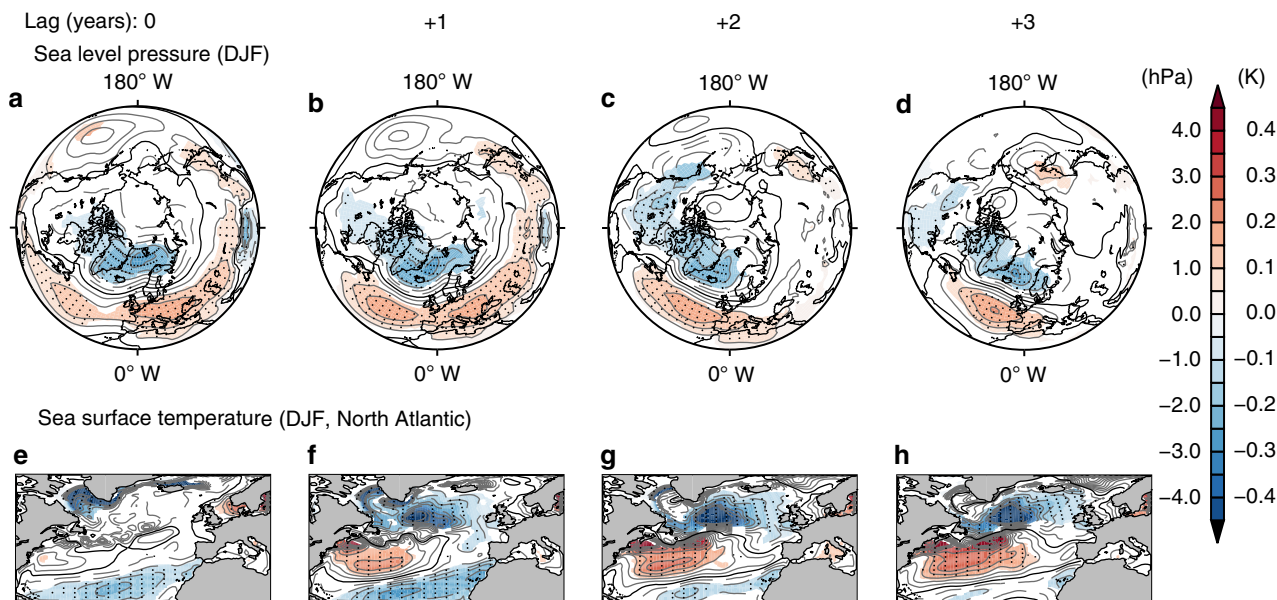 Lag (years): 0 +1 +2 +3
Sea level pressure (DJF)
180° W 180° W 180° W 180° W (hPa) (K)
a b c d
4.0 0.4
3.0 0.3
2.0 0.2
1.0 0.1
0.0 0.0
−1.0 −0.1
−2.0 −0.2
−3.0 −0.3
−4.0 −0.4
0° W 0° W 0° W 0° W
Sea surface temperature (DJF, North Atlantic)
e f g h